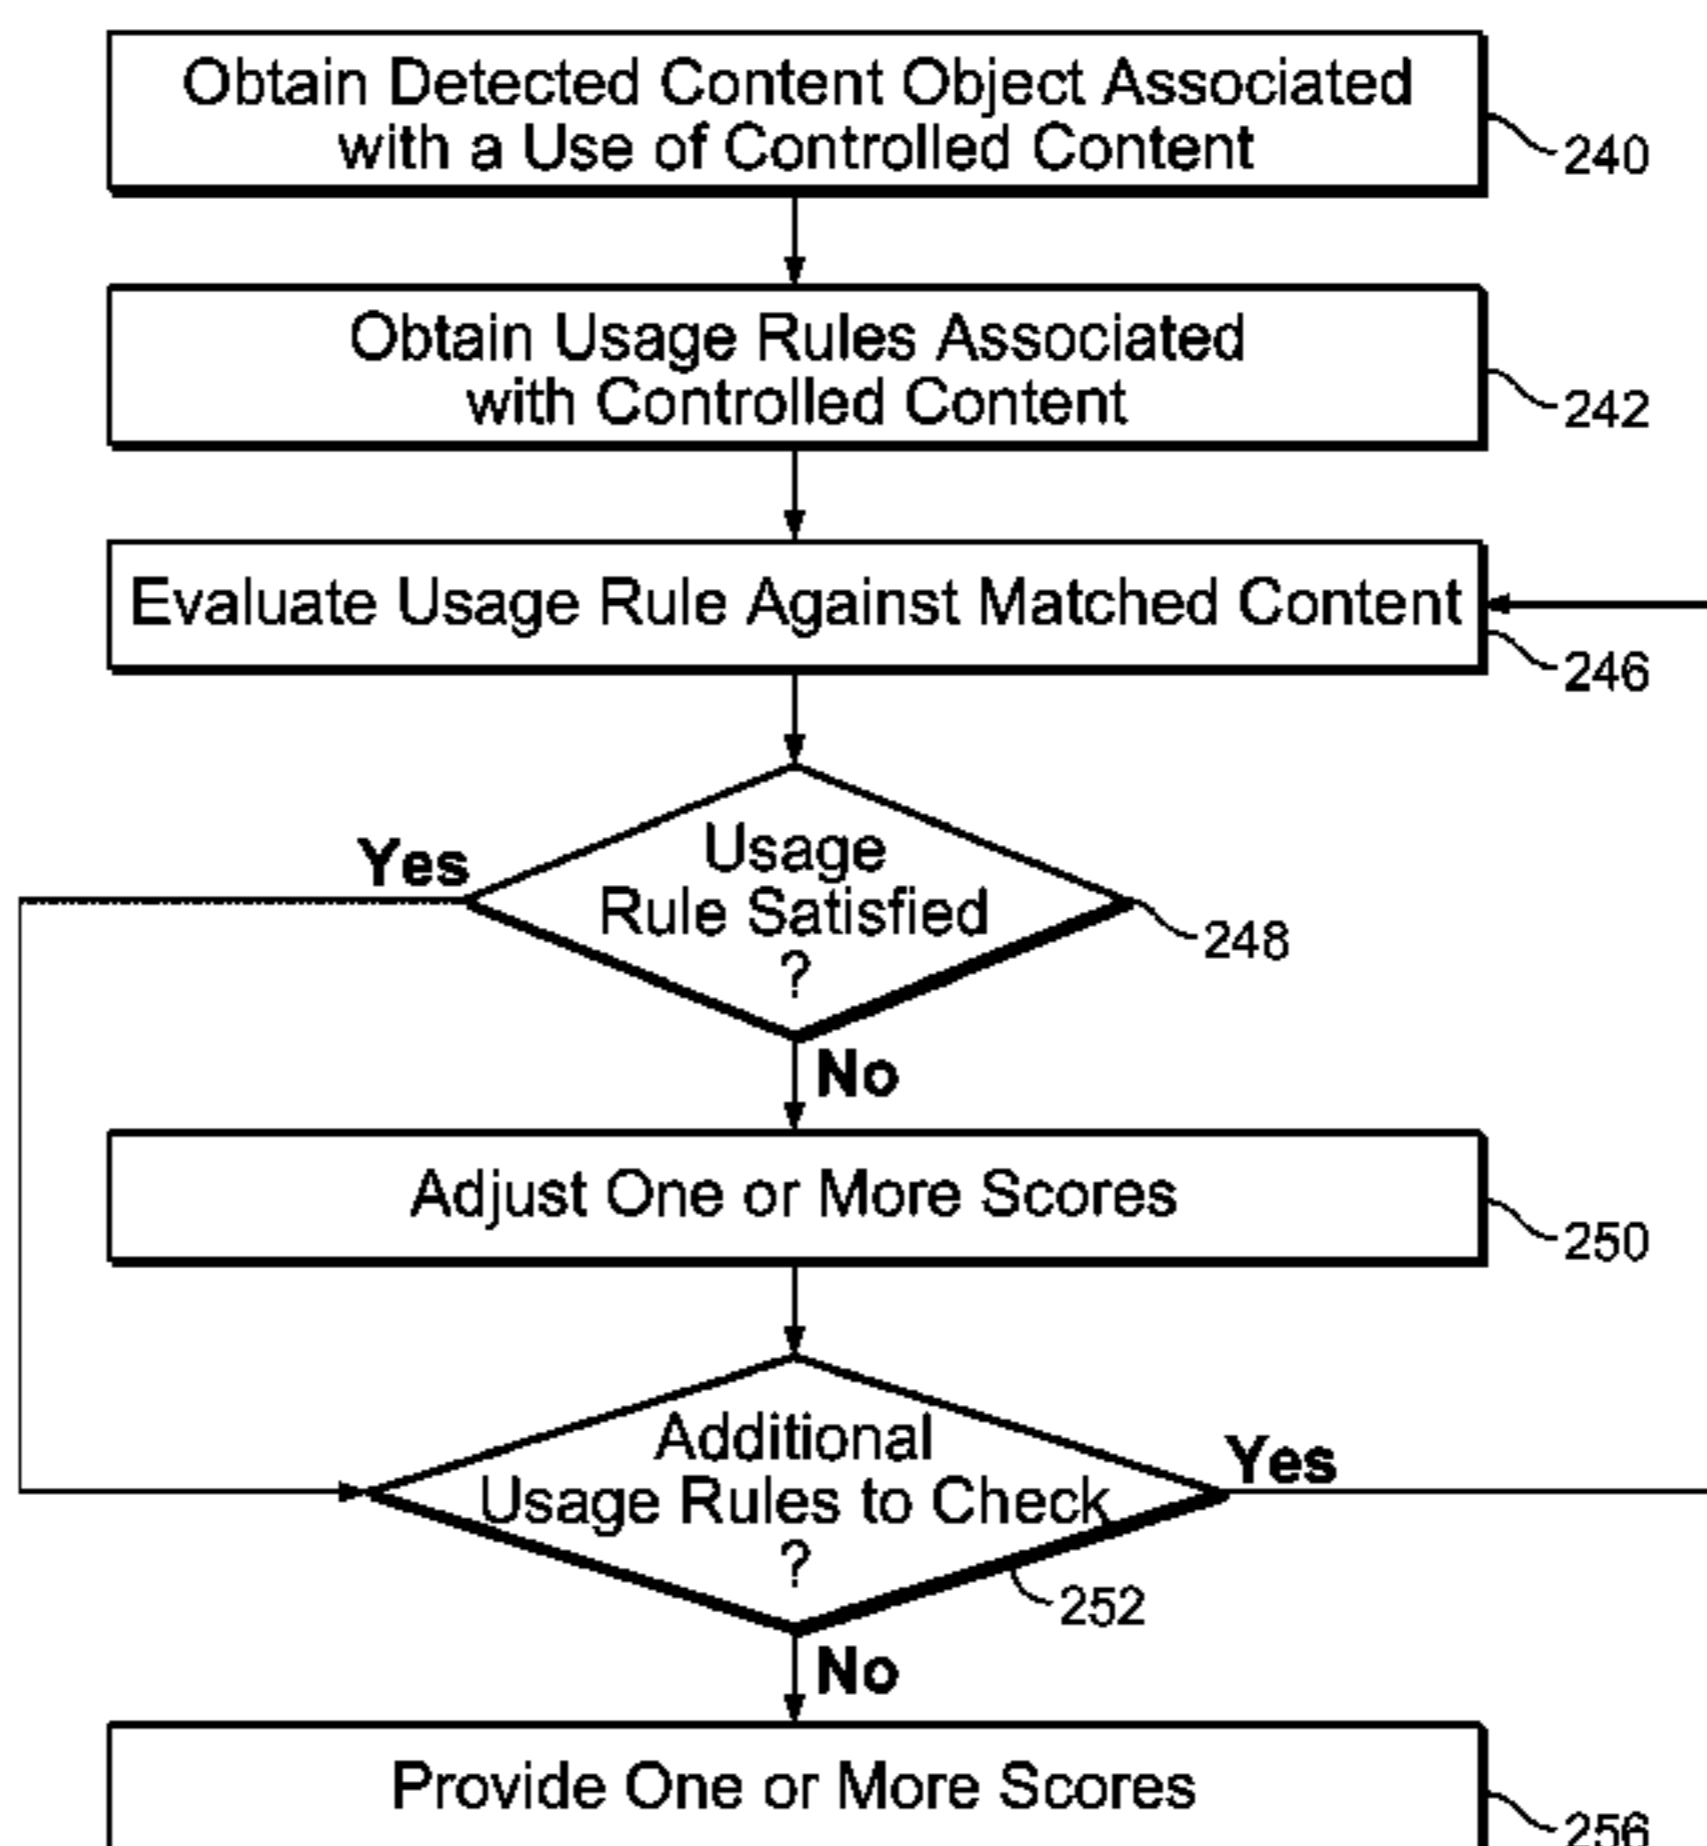 Obtain Detected Content Object Associated
with a Use of Controlled Content
240
Obtain Usage Rules Associated
with Controlled Content
242
Evaluate Usage Rule Against Matched Content
246
Usage
Rule Satisfied
?
Yes
248
No
Adjust One or More Scores
250
Additional
Usage Rules to Check
?
Yes
252
No
Provide One or More Scores
256